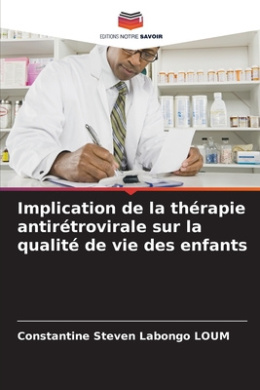 EDITIONS NOTRE SAVOIR
Implication de la thérapie
antirétrovirale sur la
qualité de vie des enfants
Constantine Steven Labongo LOUM